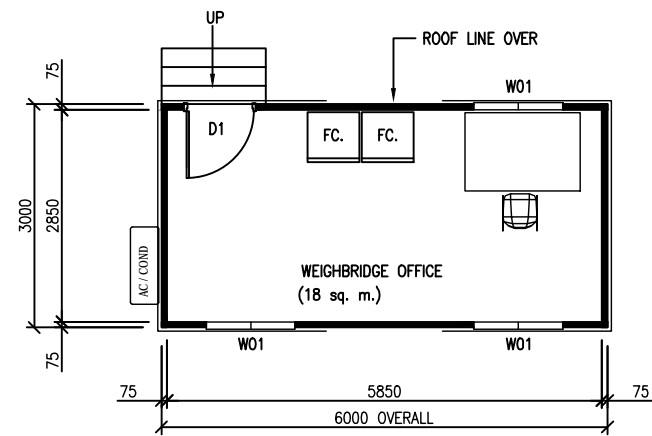 UP
ROOF LINE OVER
75
W01
D1
FC.
FC.
3000
2850
AC/COND
WEIGHBRIDGE OFFICE
(18 sq. m.)
W01
W01
75
75
5850
75
6000 OVERALL